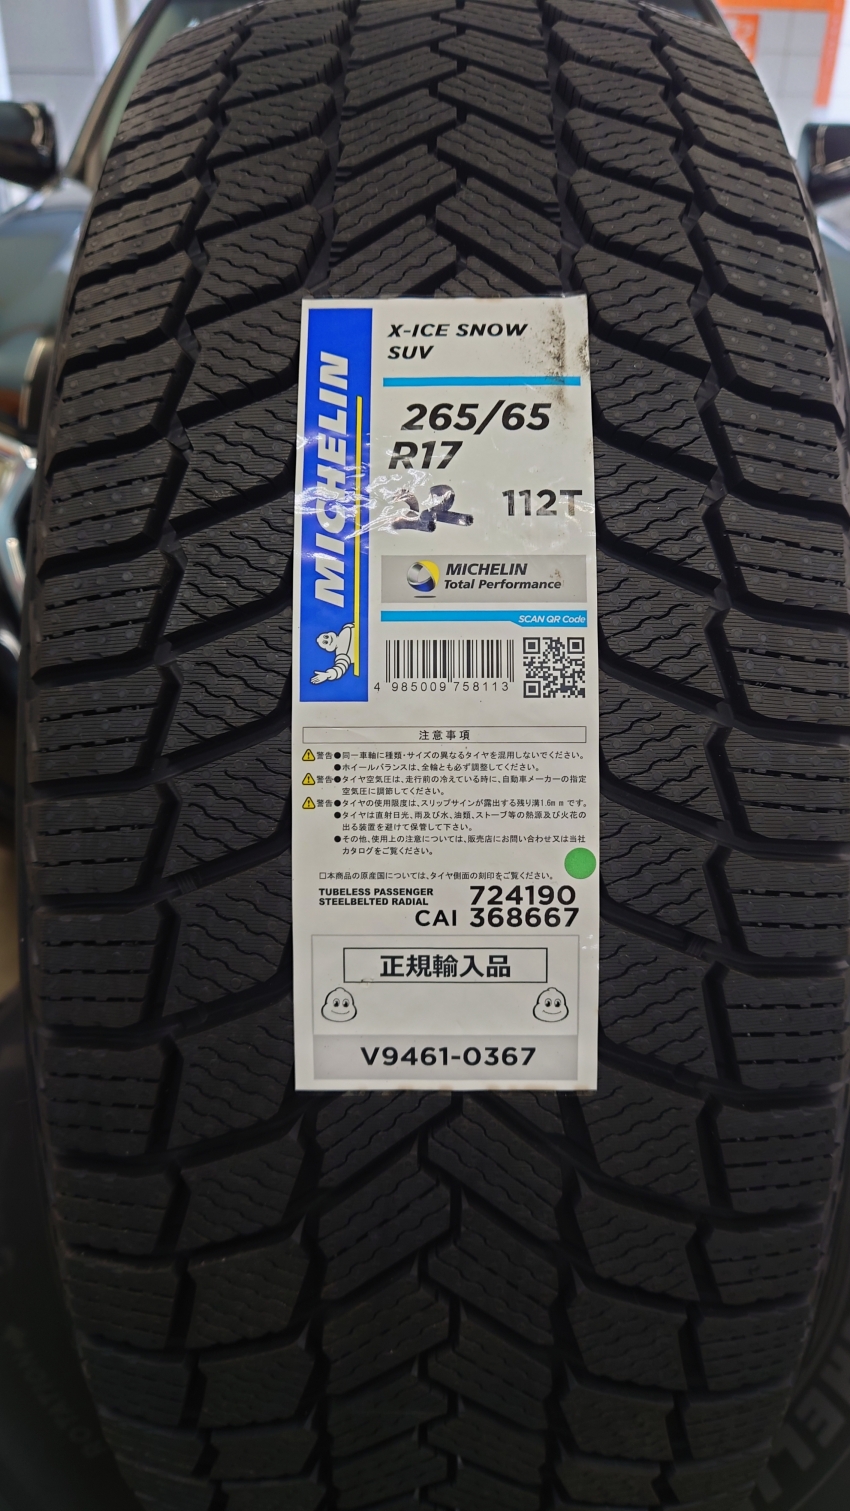 MICHELIN
X-ICE SNOW
SUV
265/65
R17
22
112T
MICHELIN
Total Performance
SCAN QR Code
4 985009 758113
注意事項
警告●同一車軸に種類・サイズの異なるタイヤを混用しないでください。
●ホイールバランスは、全輪とも必ず調整してください。
警告●タイヤ空気圧は、走行前の冷えている時に、自動車メーカーの指定
空気圧に調節してください。
警告●タイヤの使用限度は、スリップサインが露出する残り溝1.6mmです。
●タイヤは直射日光、雨及び水、油類、ストーブ等の熱源及び火花の
出る装置を避けて保管して下さい。
●その他、使用上の注意については、販売店にお問い合わせ又は当社
カタログをご覧ください。
□本商品の原産国については、タイヤ側面の刻印をご覧ください。
TUBELESS PASSENGER
STEELBELTED RADIAL
724190
CAI 368667
正規輸入品
V9461-0367